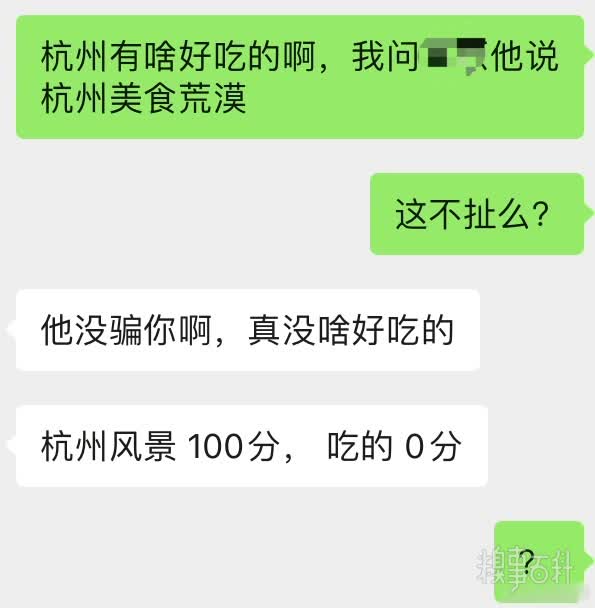 杭州有啥好吃的啊，我问他说
杭州美食荒漠
这不扯么？
他没骗你啊，真没啥好吃的
杭州风景 100分， 吃的 0分
？
糗事百科